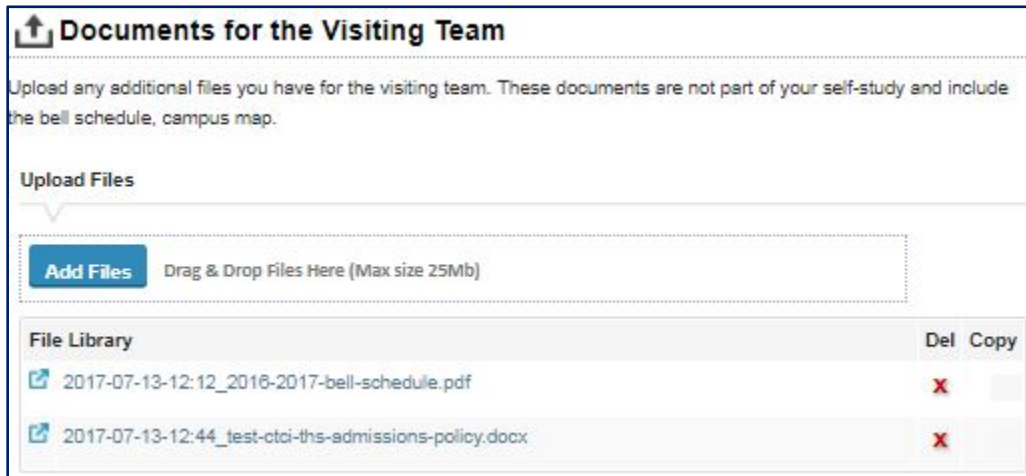 Documents for the Visiting Team
Upload any additional files you have for the visiting team. These documents are not part of your self-study and include
the bell schedule, campus map.
Upload Files
Add Files Drag & Drop Files Here (Max size 25Mb)
File Library Del Copy
2017-07-13-12:12_2016-2017-bell-schedule.pdf X
2017-07-13-12:44_test-ctci-ths-admissions-policy.docx X